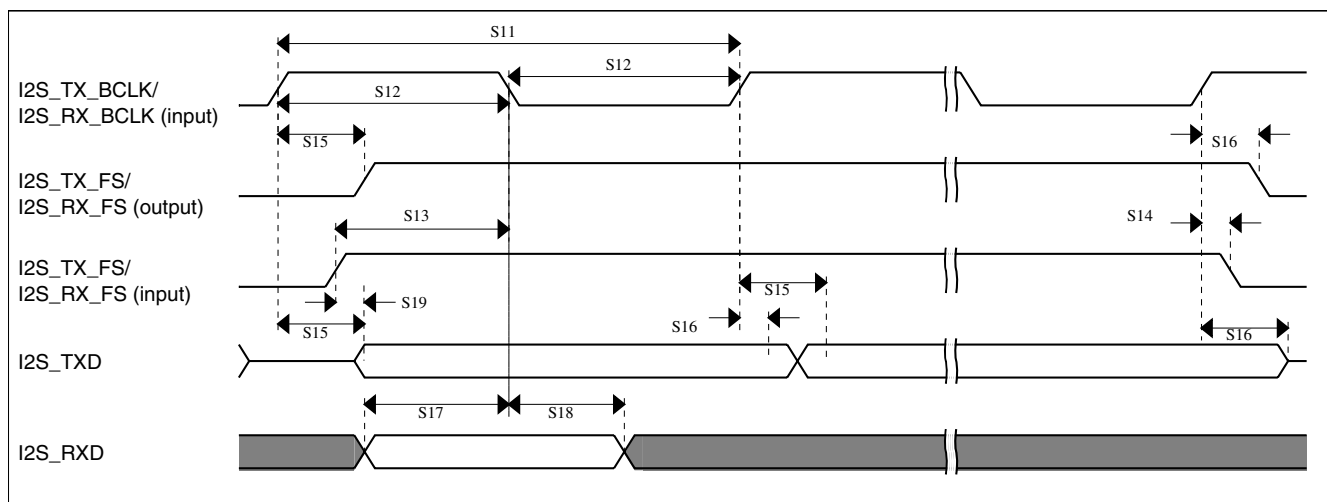 S11
I2S_TX_BCLK/
I2S_RX_BCLK (input)
S12
S12
S15
S16
I2S_TX_FS/
I2S_RX_FS (output)
S13
S14
I2S_TX_FS/
I2S_RX_FS (input)
S15
S19
S15
S16
S16
I2S_TXD
S17
S18
I2S_RXD